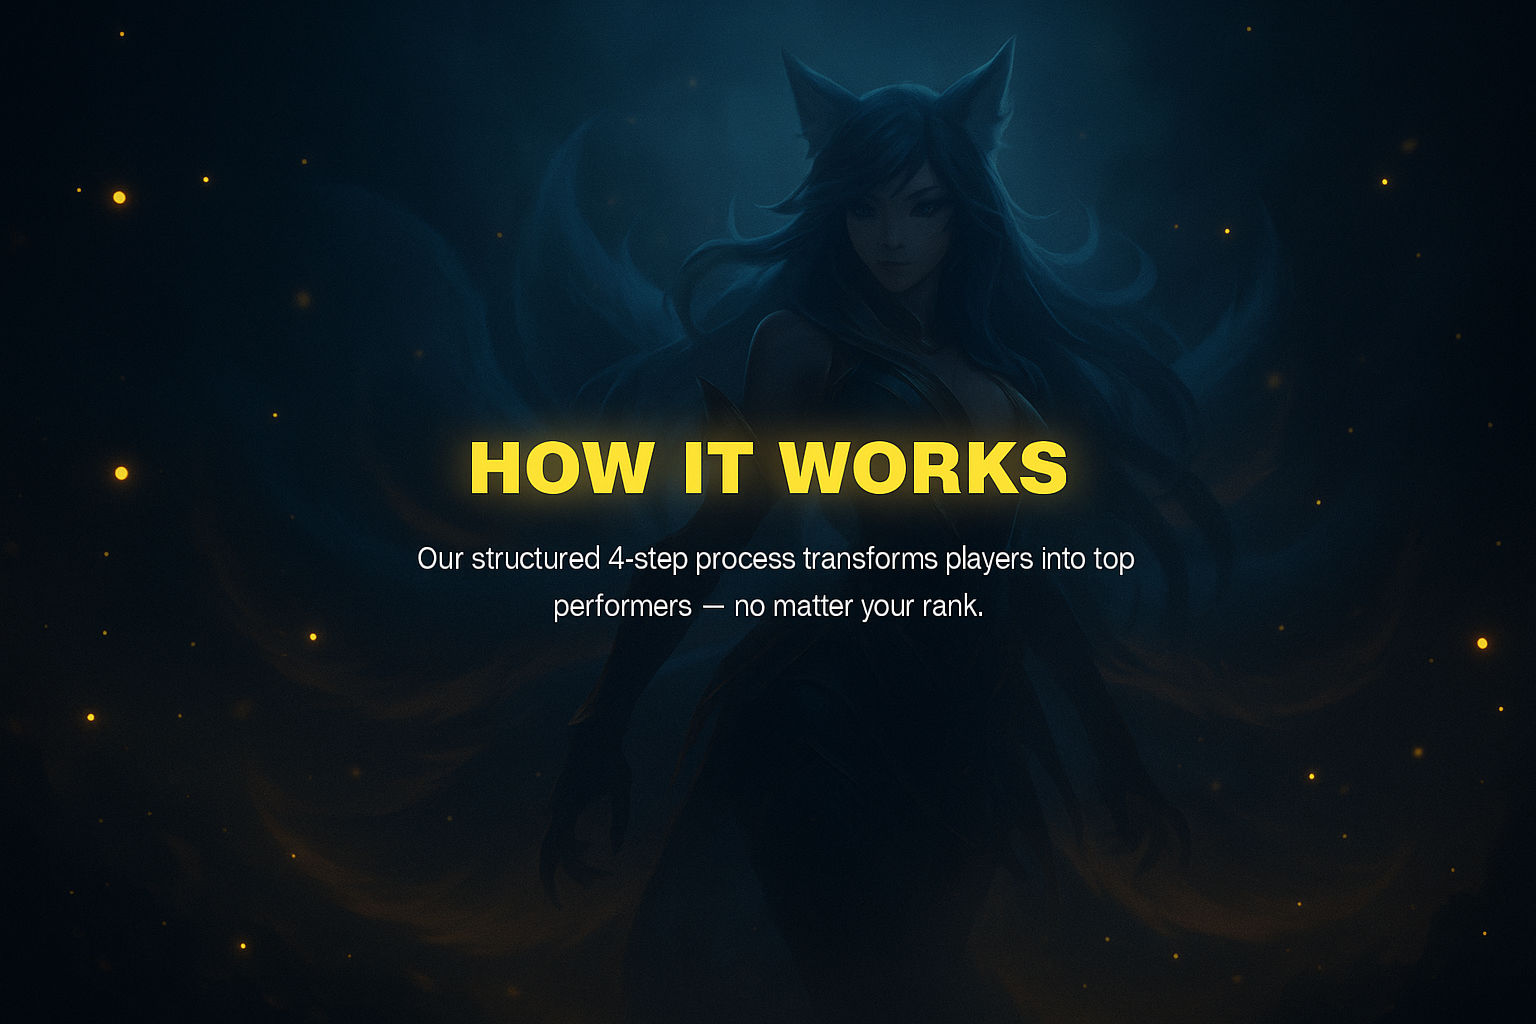 HOW IT WORKS
Our structured 4-step process transforms players into top
performers — no matter your rank.